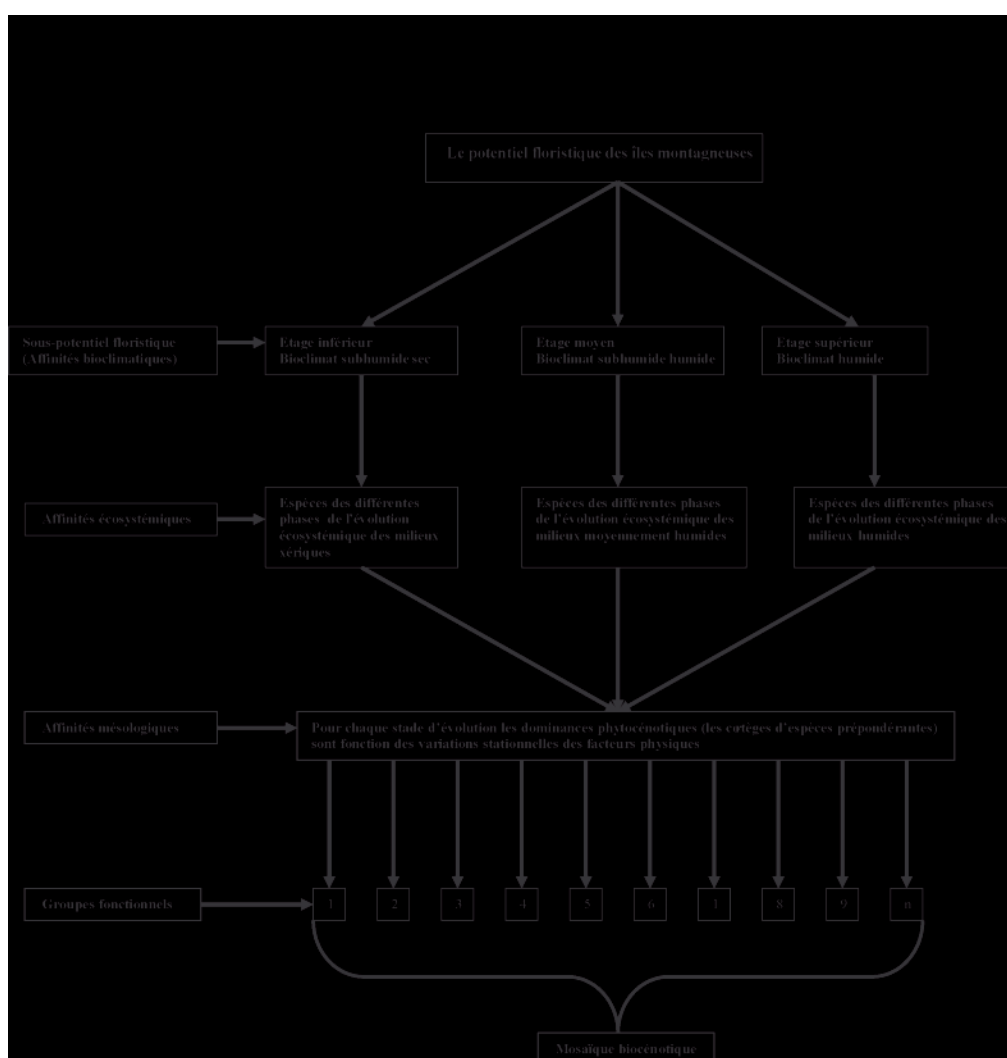 Le potentiel floristique des îles montagneuses
Sous-potentiel floristique
(Affinités bioclimatiques)
Etage inférieur
Bioclimat subhumide sec
Etage moyen
Bioclimat subhumide humide
Etage supérieur
Bioclimat humide
Affinités écosystémiques
Espèces des différentes
phases de l'évolution
écosystémique des milieux
xériques
Espèces des différentes phases
de l'évolution écosystémique des
milieux moyennement humides
Espèces des différentes phases
de l'évolution écosystémique des
milieux humides
Affinités mésologiques
Pour chaque stade d'évolution les dominances phytocénotiques (les cortèges d'espèces prépondérantes)
sont fonction des variations stationnelles des facteurs physiques
Groupes fonctionnels
1 2 3 4 5 6 1 8 9 n
Mosaïque biocénotique